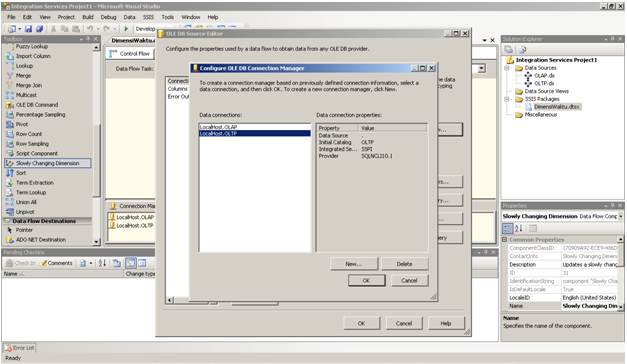 Integration Services Project1 - Microsoft Visual Studio
File Edit View Project Build Debug Data SSIS Tools Window Help
Develop
Toolbox
Fuzzy Lookup
Import Column
Lookup
Merge
Merge Join
Multicast
OLE DB Command
Percentage Sampling
Pivot
Row Count
Row Sampling
Script Component
Slowly Changing Dimension
Sort
Term Extraction
Term Lookup
Union All
Unpivot
Data Flow Destinations
Pointer
ADO NET Destination
DimensiWaktu.
Control Flow
Data Flow Task:
Connection Ma
LocalHost.OLAP
LocalHost.OLTP
OLE DB Source Editor
Configure the properties used by a data flow to obtain data from any OLE DB provider.
Connecti
Columns
Error Out
Configure OLE DB Connection Manager
To create a connection manager based on previously defined connection information, select a
data connection, and then click OK. To create a new connection manager, click New.
Data connections:
LocalHost.OLAP
LocalHost.OLTP
Data connection properties:
Property Value
Data Source .
Initial Catalog OLTP
Integrated Se... SSPI
Provider SQLNCLI10.1
New...
Delete
OK
Cancel
OK
Cancel
Help
Solution Explorer
Integration Services Project1
Data Sources
OLAP.ds
OLTP.ds
Data Source Views
SSIS Packages
DimensiWaktu.dtsx
Miscellaneous
Properties
Slowly Changing Dimension Data Flow Comp
Common Properties
ComponentClassID
ContactInfo Slowly Changing Dimen
Description Updates a slowly chang
ID 31
IdentificationString component "Slowly Cha
IsDefaultLocale True
LocaleID English (United States)
Name Slowly Changing Din
Name
Specifies the name of the component.
Pending Checkins
Check In Comments
Name
Change type
Error List
Ready